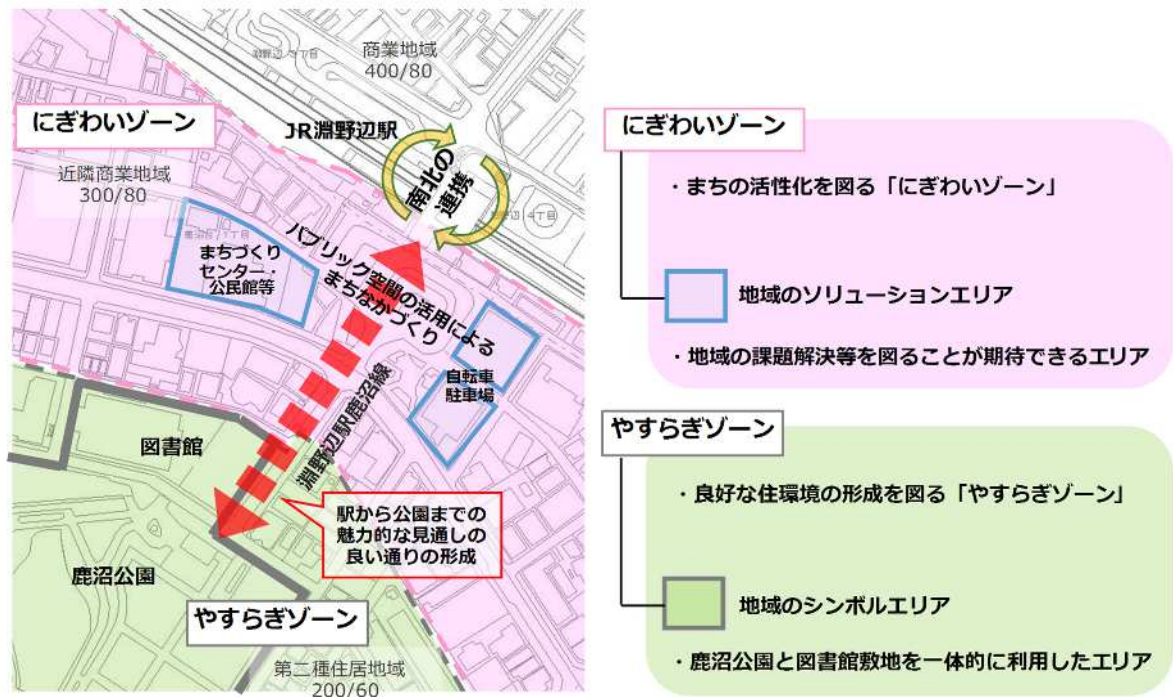 商業地域
400/80
にぎわいゾーン
JR淵野辺駅
南北の
連携
近隣商業地域
300/80
まちづくり
センター・
公民館等
パブリック空間の活用による
まちなかづくり
自転車
駐車場
淵野辺駅鹿沼線
図書館
駅から公園までの
魅力的な見通しの
良い通りの形成
鹿沼公園
やすらぎゾーン
第二種住居地域
200/60
にぎわいゾーン
・まちの活性化を図る「にぎわいゾーン」
地域のソリューションエリア
・地域の課題解決等を図ることが期待できるエリア
やすらぎゾーン
・良好な住環境の形成を図る「やすらぎゾーン」
地域のシンボルエリア
・鹿沼公園と図書館敷地を一体的に利用したエリア